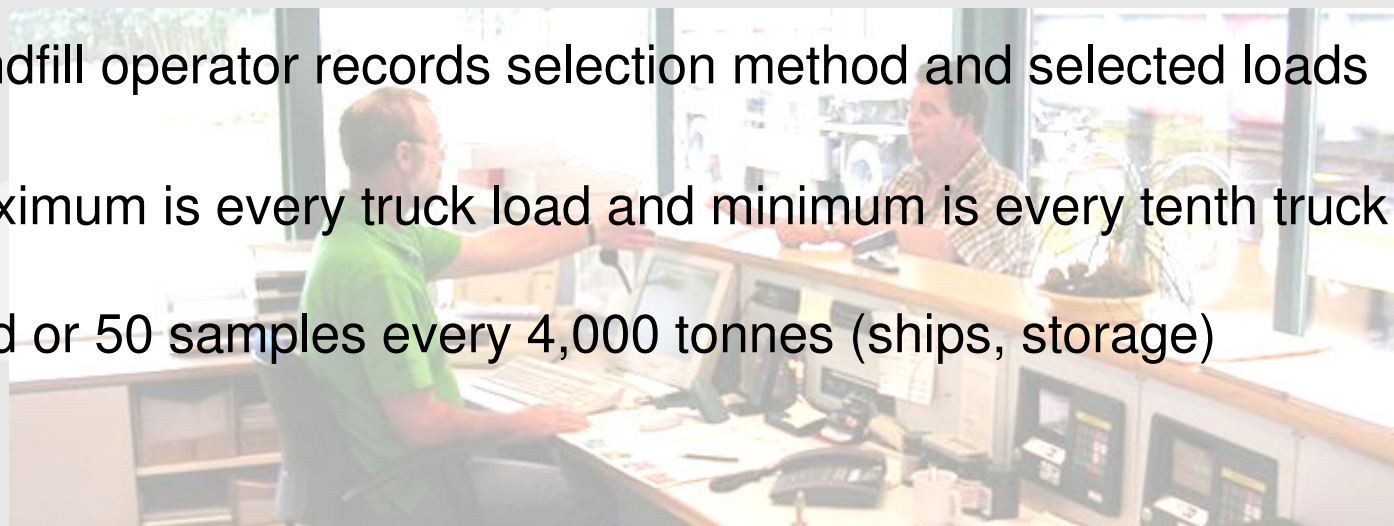 ndfill operator records selection method and selected loads
ximum is every truck load and minimum is every tenth truck
d or 50 samples every 4,000 tonnes (ships, storage)